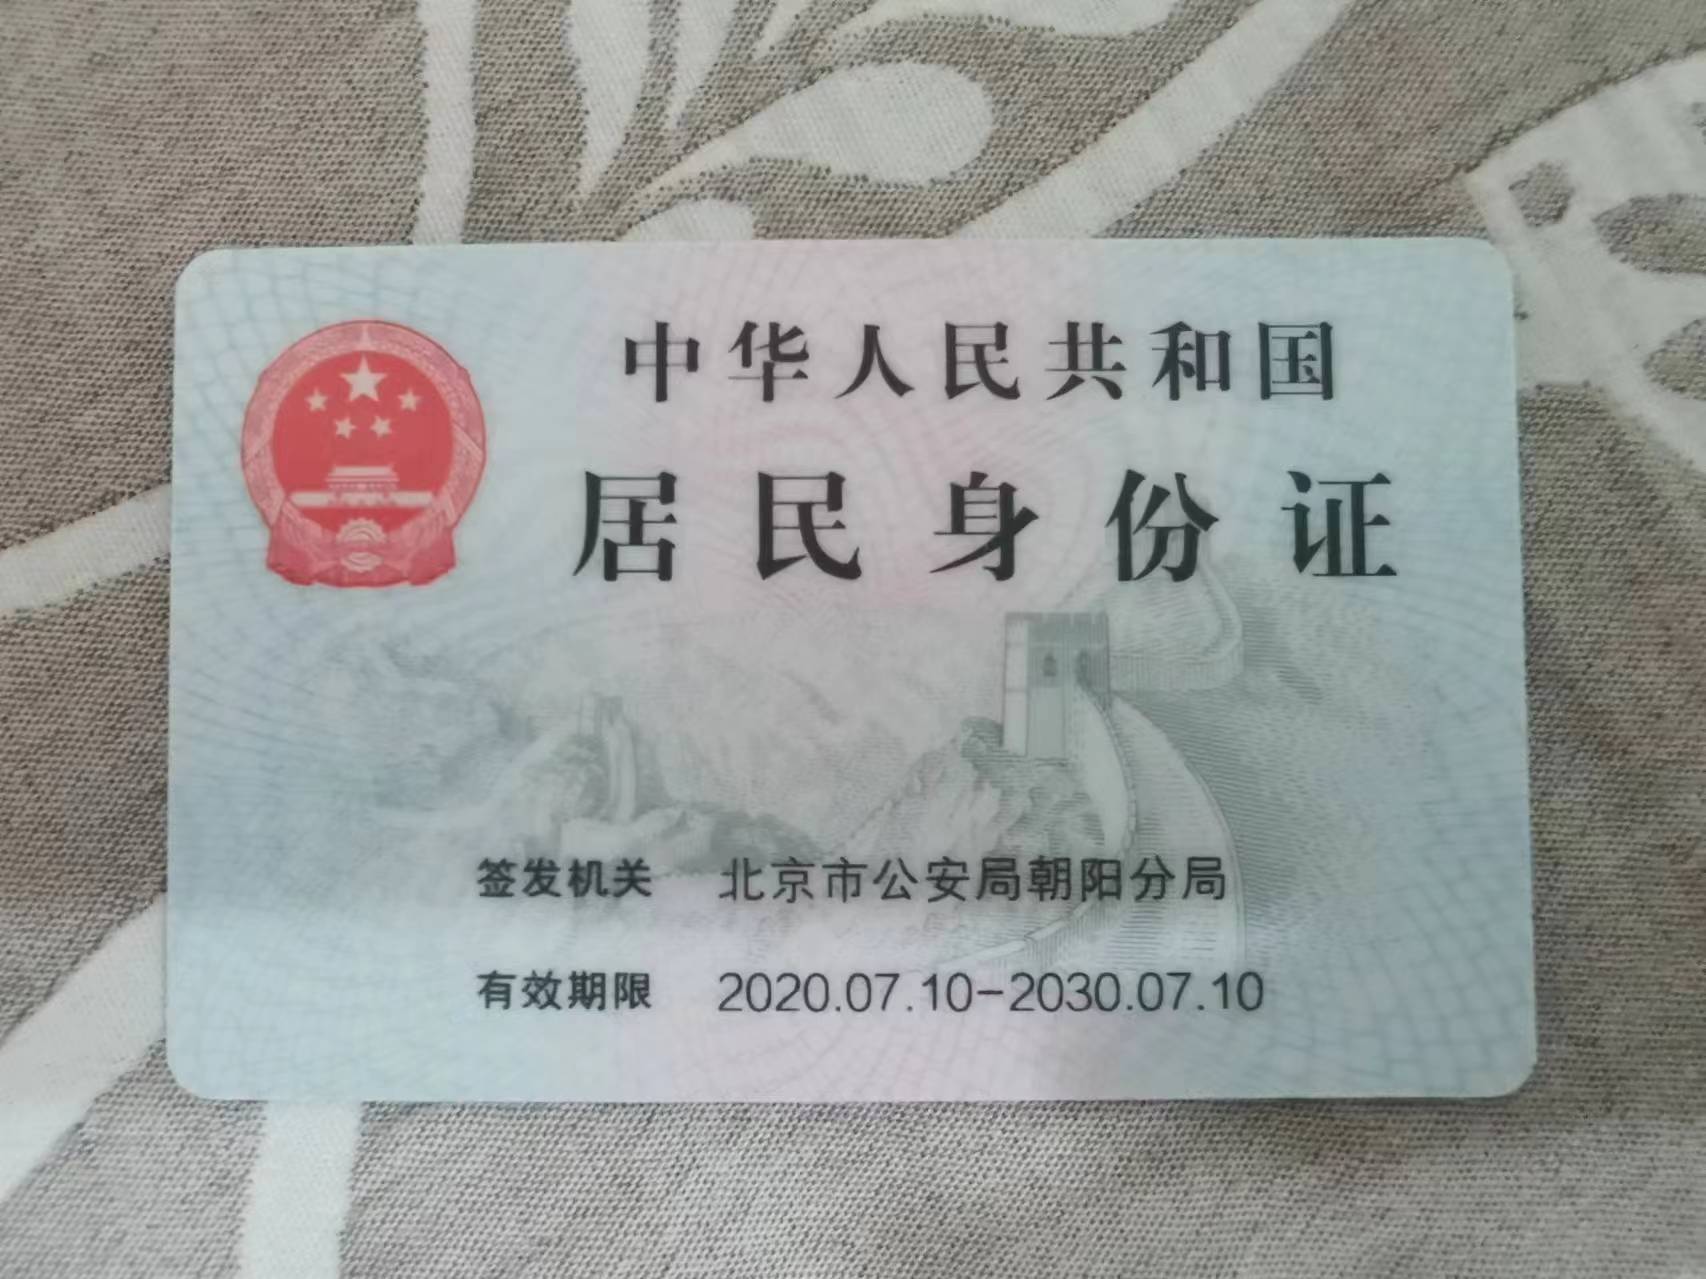 中华人民共和国
居民身份证
签发机关 北京市公安局朝阳分局
有效期限 2020.07.10-2030.07.10